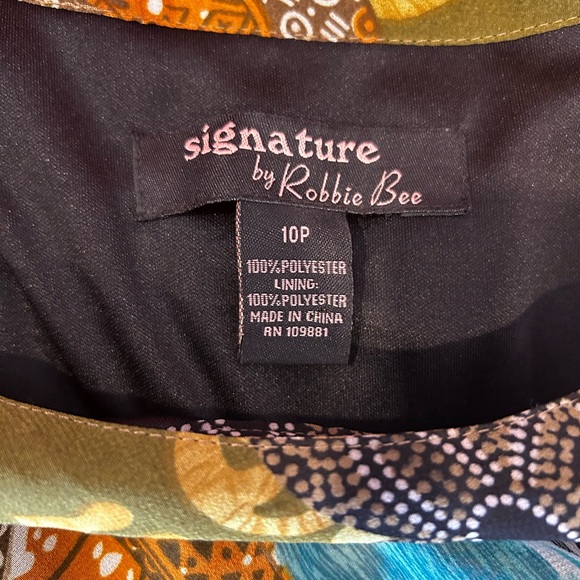 signature
by Robbie Bee
10P
100% POLYESTER
LINING:
100% POLYESTER
MADE IN CHINA
RN 109881